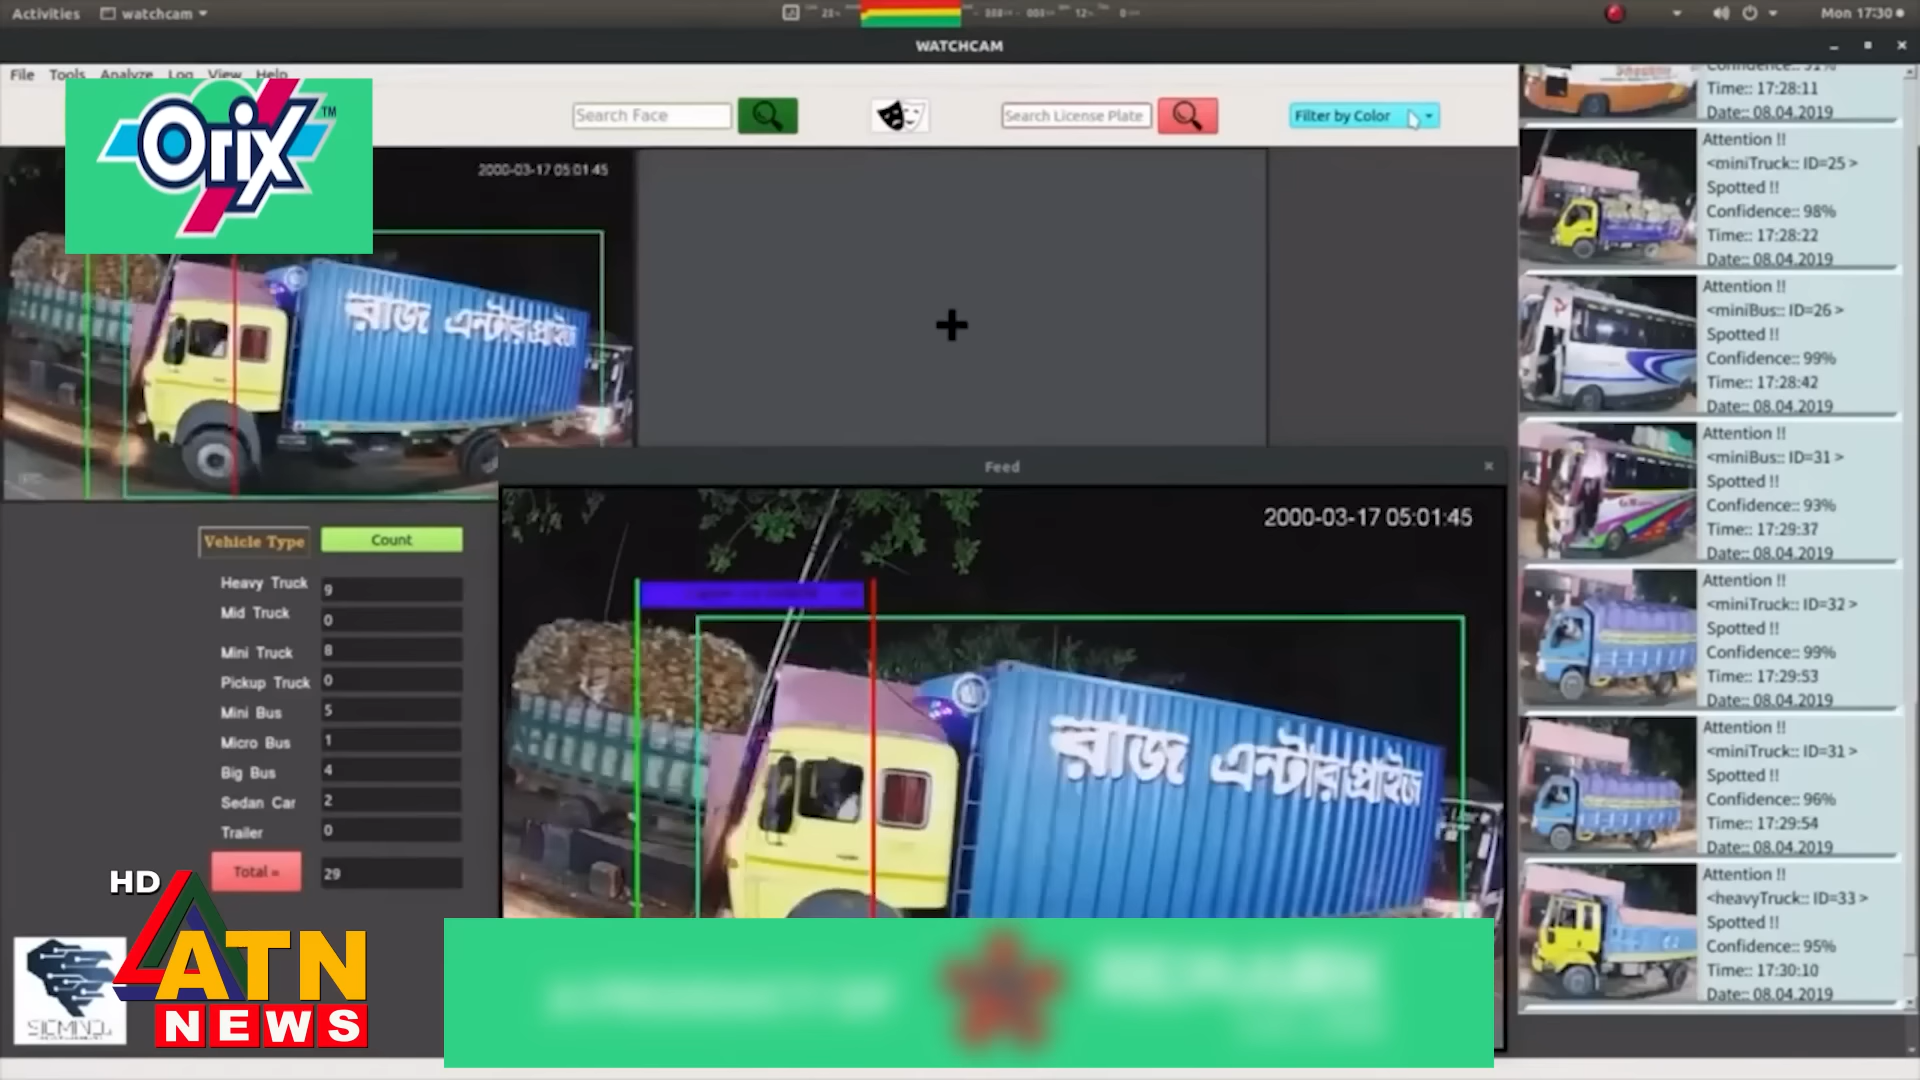 Activities
watchcam
Mon 17:30
WATCHCAM
File Tools Analyze Log View Help
Orix™
Search Face
Search License Plate
Filter by Color
2000-03-17 05:01:45
রাজ এন্টারপ্রাইজ
Vehicle Type Count
Heavy Truck 9
Mid Truck 0
Mini Truck 8
Pickup Truck 0
Mini Bus 5
Micro Bus 1
Big Bus 4
Sedan Car 2
Trailer 0
Total = 29
Feed
2000-03-17 05:01:45
রাজ এন্টারপ্রাইজ
Confidence:: 91%
Time:: 17:28:11
Date:: 08.04.2019
Attention !!
<miniTruck:: ID=25 >
Spotted !!
Confidence:: 98%
Time:: 17:28:22
Date:: 08.04.2019
Attention !!
<miniBus:: ID=26 >
Spotted !!
Confidence:: 99%
Time:: 17:28:42
Date:: 08.04.2019
Attention !!
<miniBus:: ID=31 >
Spotted !!
Confidence:: 93%
Time:: 17:29:37
Date:: 08.04.2019
Attention !!
<miniTruck:: ID=32 >
Spotted !!
Confidence:: 99%
Time:: 17:29:53
Date:: 08.04.2019
Attention !!
<miniTruck:: ID=31 >
Spotted !!
Confidence:: 96%
Time:: 17:29:54
Date:: 08.04.2019
Attention !!
<heavyTruck:: ID=33 >
Spotted !!
Confidence:: 95%
Time:: 17:30:10
Date:: 08.04.2019
HD
ATN
NEWS